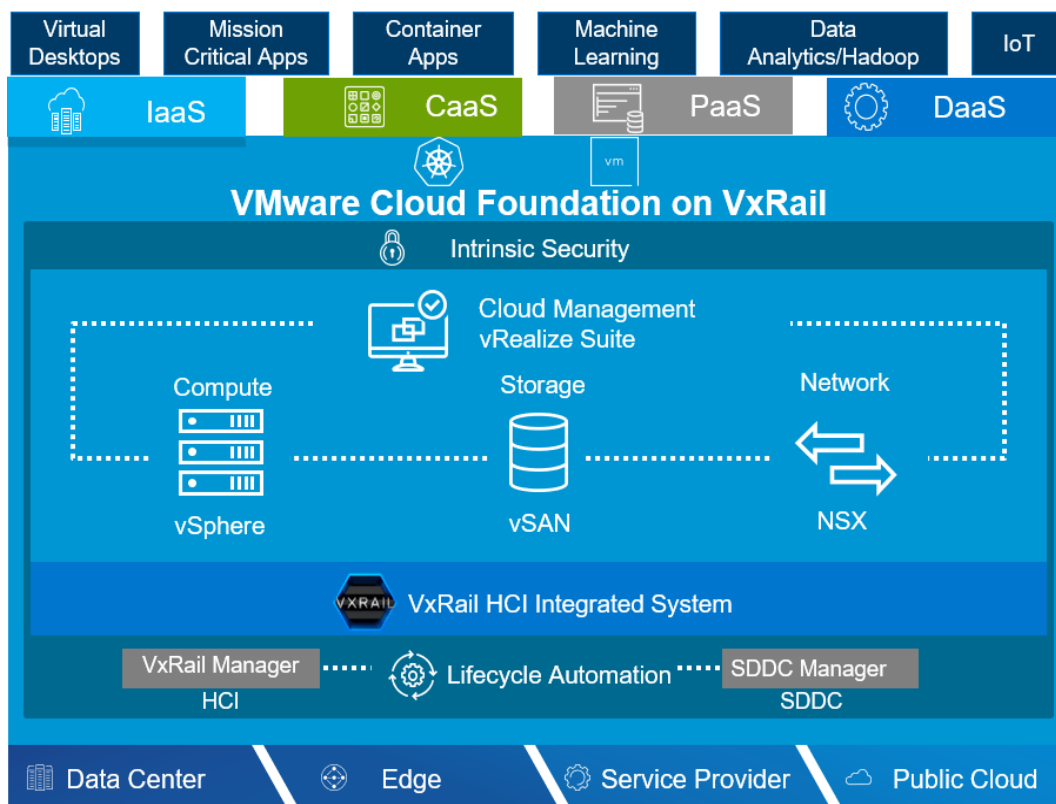 Virtual
Desktops
Mission
Critical Apps
Container
Apps
Machine
Learning
Data
Analytics/Hadoop
IoT
IaaS
CaaS
PaaS
DaaS
vm
VMware Cloud Foundation on VxRail
Intrinsic Security
Cloud Management
vRealize Suite
Compute
Storage
Network
vSphere
vSAN
NSX
VXRAIL
VxRail HCI Integrated System
VxRail Manager
Lifecycle Automation
SDDC Manager
HCI
SDDC
Data Center
Edge
Service Provider
Public Cloud